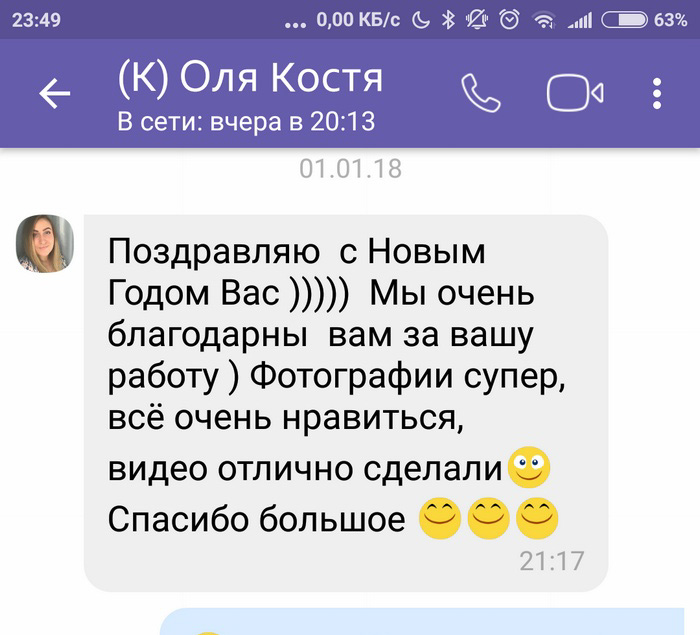 23:49 ... 0,00 КБ/с 63%
(К) Оля Костя
В сети: вчера в 20:13
01.01.18
Поздравляю с Новым
Годом Вас ))))) Мы очень
благодарны вам за вашу
работу ) Фотографии супер,
всё очень нравиться,
видео отлично сделали
Спасибо большое
21:17